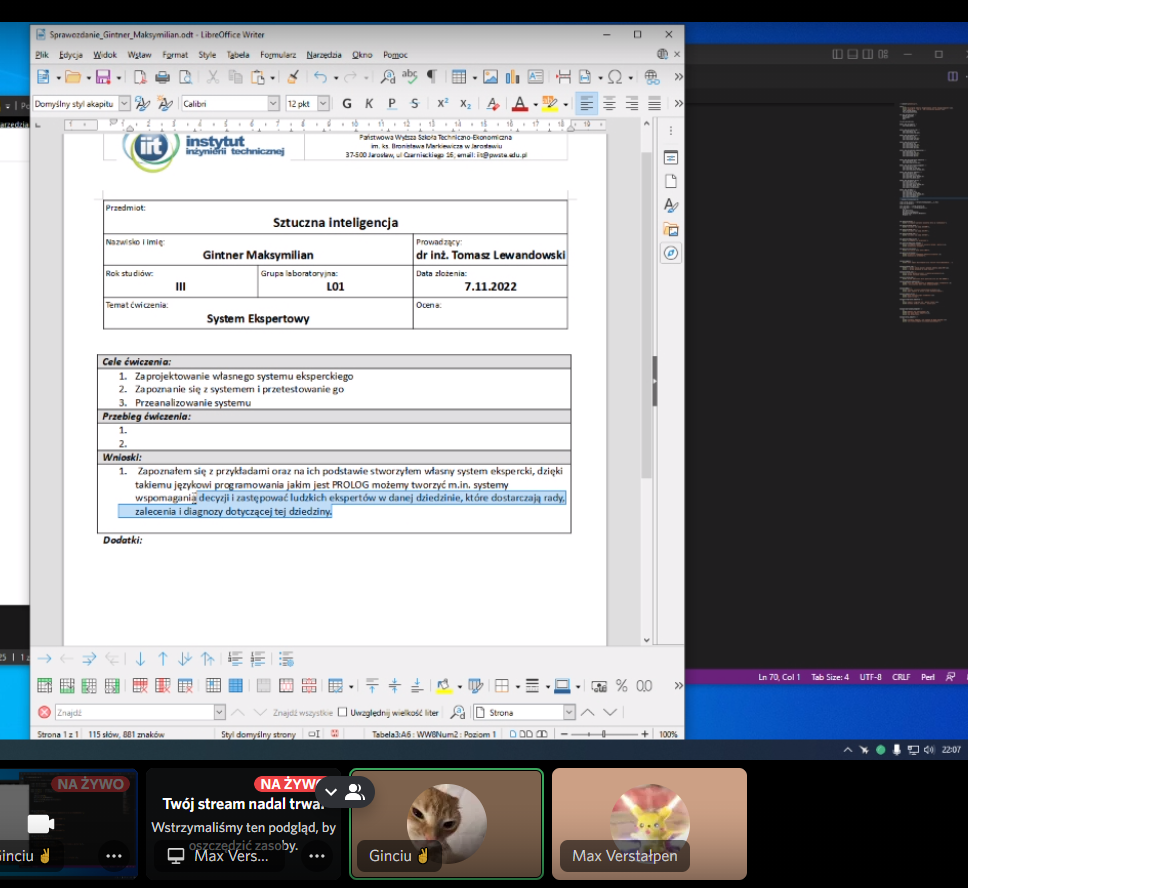 Sprawozdanie_Gintner_Maksymilian.odt - LibreOffice Writer
Plik Edycja Widok Wstaw Format Style Tabela Formularz Narzędzia Okno Pomoc
Domyślny styl akapitu Calibri 12 pkt G K P S
iit instytut
inżynierii technicznej
Państwowa Wyższa Szkoła Techniczno-Ekonomiczna
im. ks. Bronisława Markiewicza w Jarosławiu
37-500 Jarosław, ul Czarnieckiego 16, email: iit@pwste.edu.pl
Przedmiot:
Sztuczna inteligencja
Nazwisko i imię:
Gintner Maksymilian
Prowadzący:
dr inż. Tomasz Lewandowski
Rok studiów:
III
Grupa laboratoryjna:
L01
Data złożenia:
7.11.2022
Temat ćwiczenia:
System Ekspertowy
Ocena:
Cele ćwiczenia:
1. Zaprojektowanie własnego systemu eksperckiego
2. Zapoznanie się z systemem i przetestowanie go
3. Przeanalizowanie systemu
Przebieg ćwiczenia:
1.
2.
Wnioski:
1. Zapoznałem się z przykładami oraz na ich podstawie stworzyłem własny system ekspercki, dzięki
takiemu językowi programowania jakim jest PROLOG możemy tworzyć m.in. systemy
wspomagania decyzji i zastępować ludzkich ekspertów w danej dziedzinie, które dostarczają rady,
zalecenia i diagnozy dotyczącej tej dziedziny.
Dodatki:
Znajdź Znajdź wszystkie Uwzględnij wielkość liter Strona
Strona 1 z 1 115 słów, 881 znaków Styl domyślny strony Tabela3:A6 : WW8Num2 : Poziom 1 100%
Ln 70, Col 1 Tab Size: 4 UTF-8 CRLF Perl
22:07
NA ŻYWO
Ginciu ✌
NA ŻYWO
Twój stream nadal trwa.
Wstrzymaliśmy ten podgląd, by
oszczędzić zasoby.
Max Vers...
Ginciu ✌
Max Verstałpen